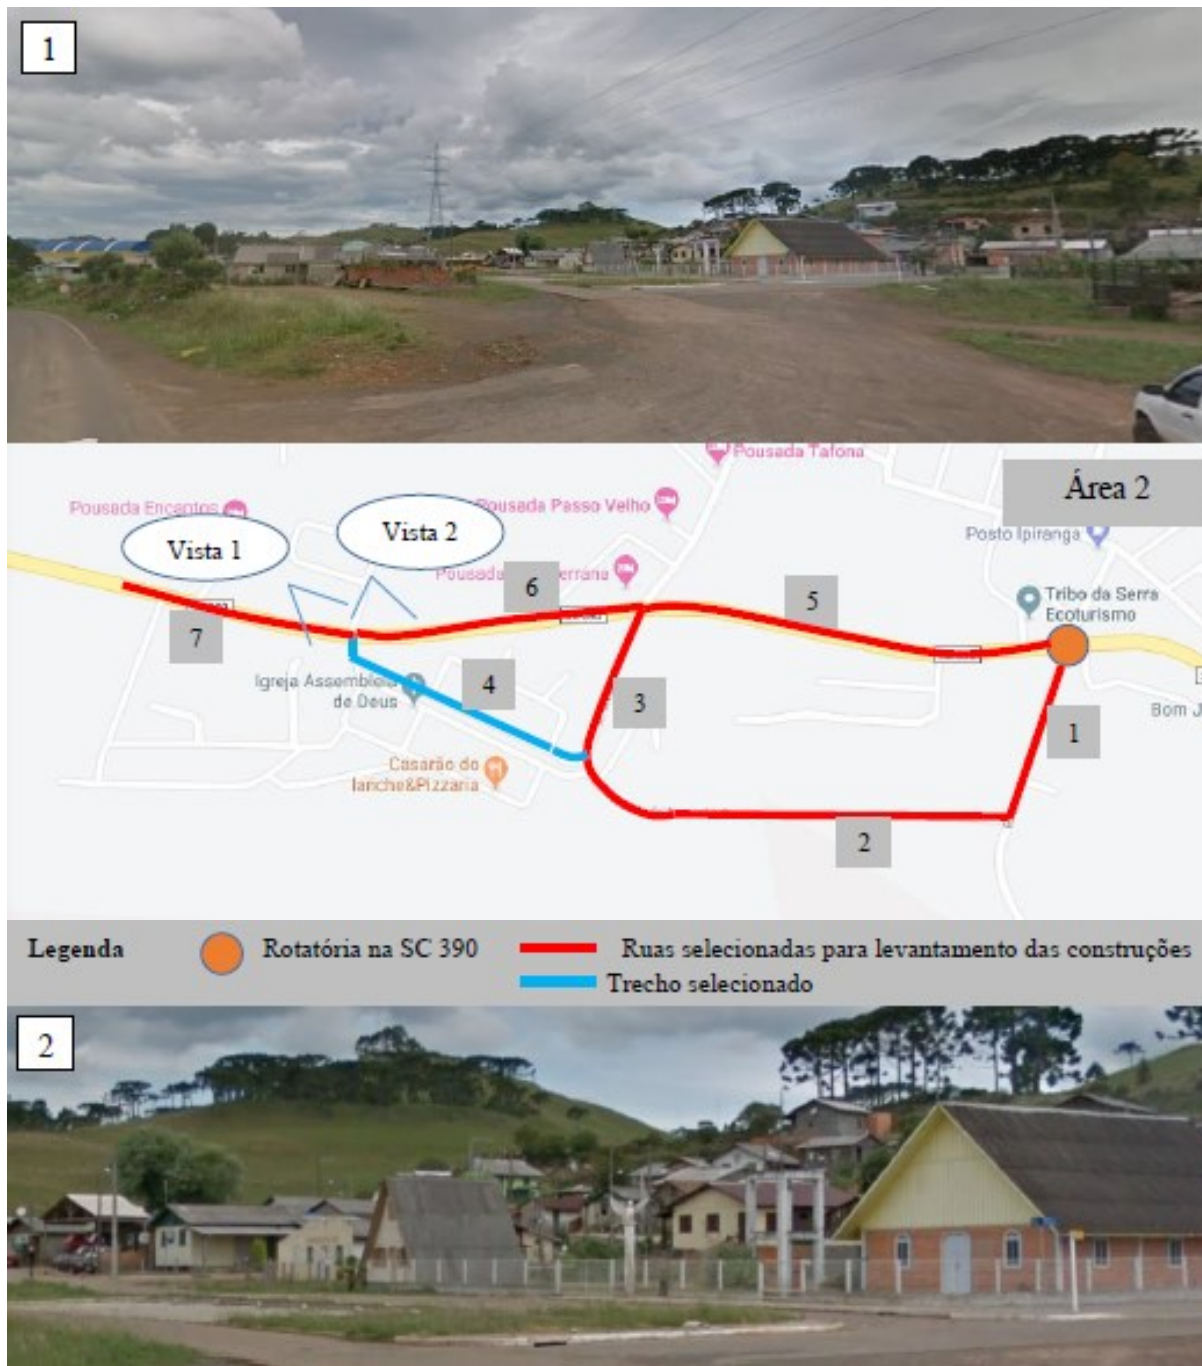 1
Pousada Tafona
Área 2
Pousada Encantos
Pousada Passo Velho
Posto Ipiranga
Vista 1
Vista 2
Pousada
6
5
Tribo da Serra
Ecoturismo
7
Igreja Assembleia
de Deus
4
3
1
Bom J
Casarão do
lanche&Pizzaria
2
Legenda
Rotatória na SC 390
Ruas selecionadas para levantamento das construções
Trecho selecionado
2